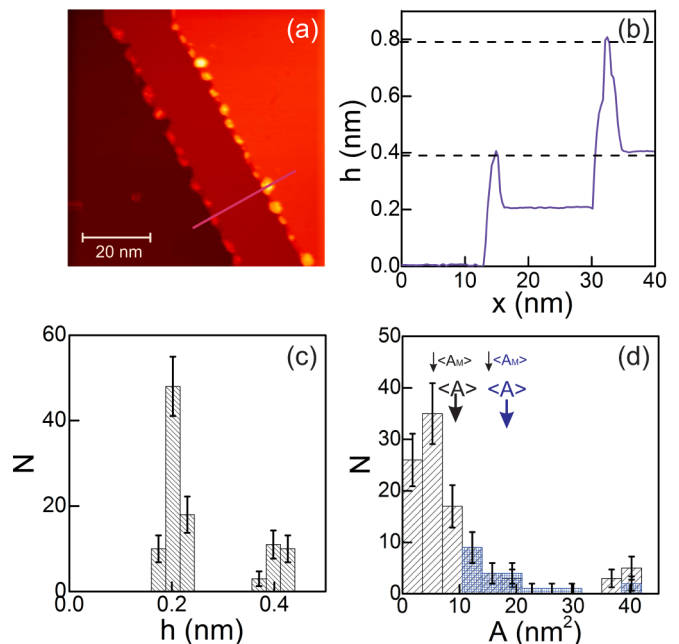 (a)
20 nm
(b)
h (nm)
0.8
0.6
0.4
0.2
0.0
0 10 20 30 40
x (nm)
(c)
N
60
40
20
0
0.0 0.2 0.4
h (nm)
(d)
<A_M> <A_M>
<A> <A>
N
50
40
30
20
10
0
0 10 20 30 40
A (nm²)